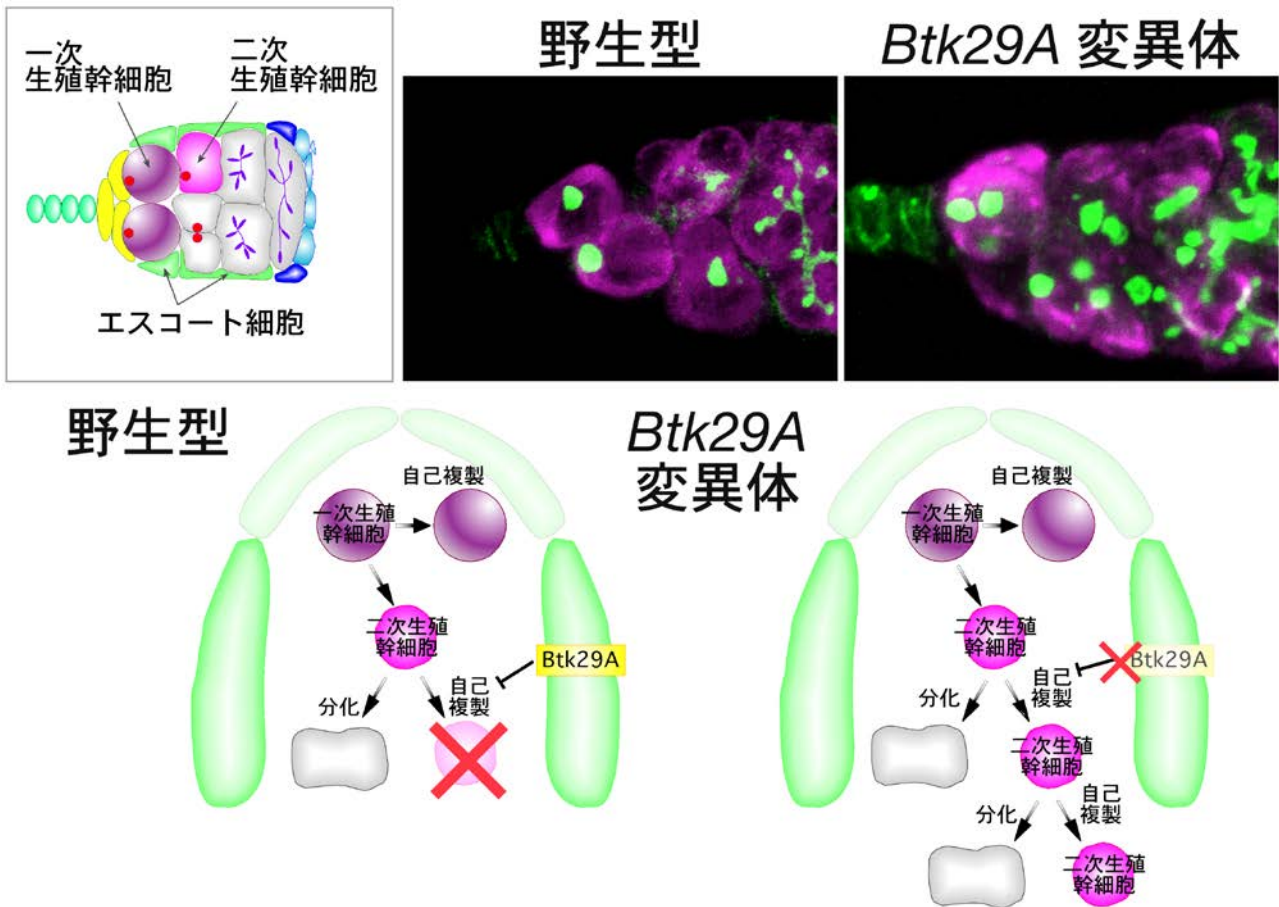 一次
生殖幹細胞
二次
生殖幹細胞
エスコート細胞
野生型
Btk29A 変異体
野生型
自己複製
一次生殖
幹細胞
二次生殖
幹細胞
Btk29A
分化
自己
複製
Btk29A
変異体
自己複製
一次生殖
幹細胞
二次生殖
幹細胞
Btk29A
分化
自己
複製
二次生殖
幹細胞
分化
自己
複製
二次生殖
幹細胞